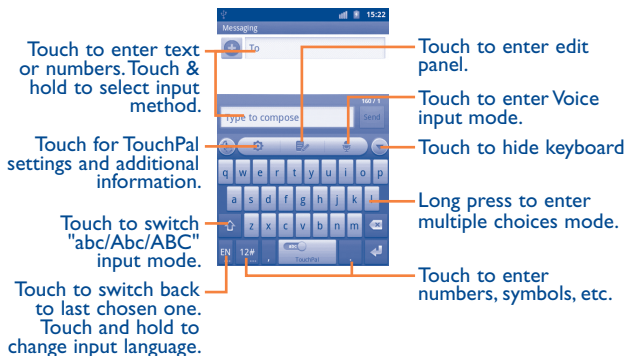 15:22
Messaging
To
160 / 1
Type to compose
Send
q w e r t y u i o p
a s d f g h j k l
z x c v b n m
EN 12# , abc TouchPal .
Touch to enter text
or numbers. Touch &
hold to select input
method.
Touch for TouchPal
settings and additional
information.
Touch to switch
"abc/Abc/ABC"
input mode.
Touch to switch back
to last chosen one.
Touch and hold to
change input language.
Touch to enter edit
panel.
Touch to enter Voice
input mode.
Touch to hide keyboard
Long press to enter
multiple choices mode.
Touch to enter
numbers, symbols, etc.